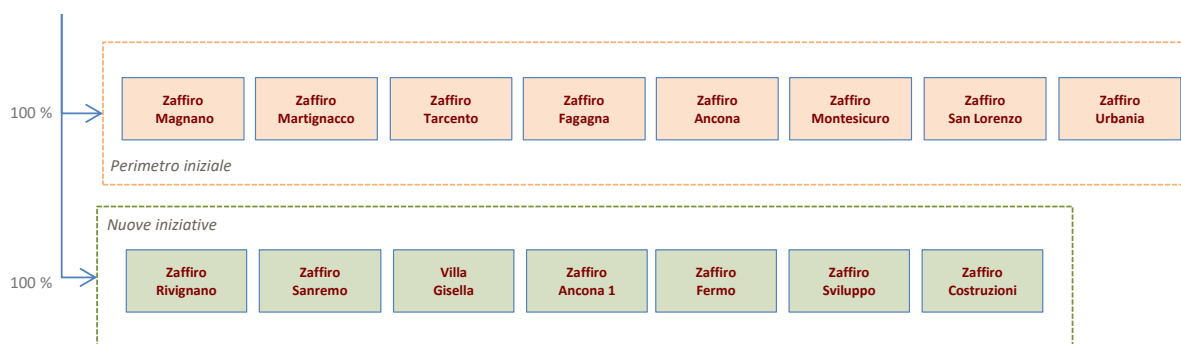 100 %
Zaffiro
Magnano
Zaffiro
Martignacco
Zaffiro
Tarcento
Zaffiro
Fagagna
Zaffiro
Ancona
Zaffiro
Montesicuro
Zaffiro
San Lorenzo
Zaffiro
Urbania
Perimetro iniziale
Nuove iniziative
100 %
Zaffiro
Rivignano
Zaffiro
Sanremo
Villa
Gisella
Zaffiro
Ancona 1
Zaffiro
Fermo
Zaffiro
Sviluppo
Zaffiro
Costruzioni